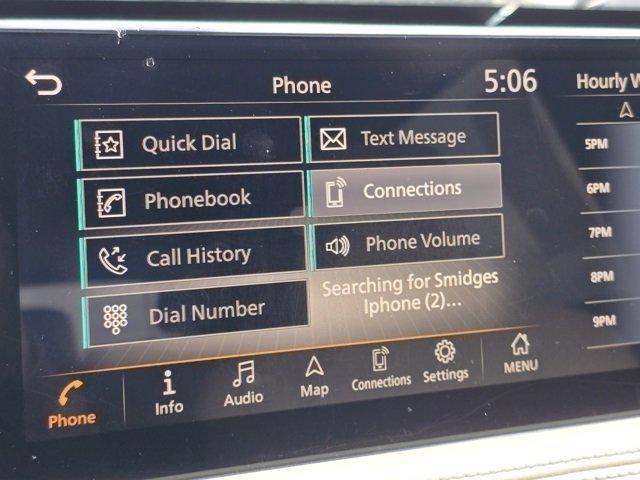 Phone
5:06
Hourly W
Quick Dial
Text Message
5PM
Phonebook
Connections
6PM
Call History
Phone Volume
7PM
Dial Number
Searching for Smidges
Iphone (2)...
8PM
9PM
Phone
Info
Audio
Map
Connections
Settings
MENU